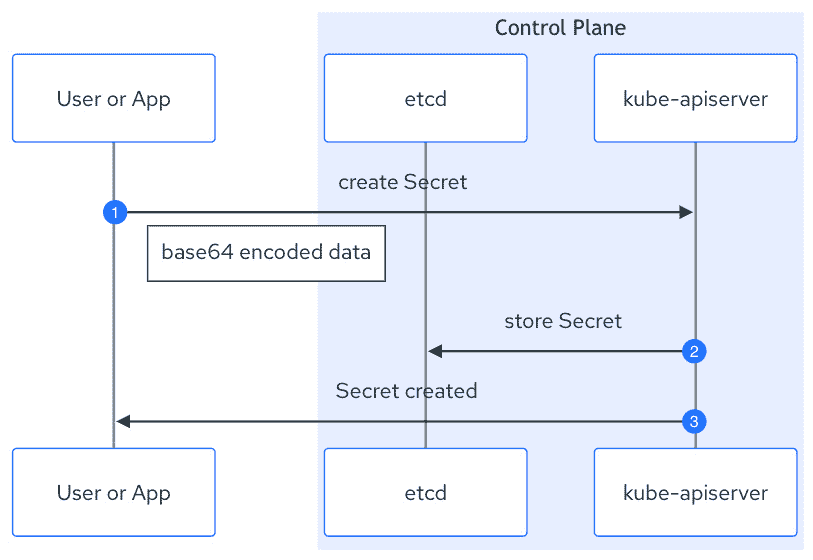 Control Plane
User or App
etcd
kube-apiserver
create Secret
1
base64 encoded data
store Secret
2
Secret created
3
User or App
etcd
kube-apiserver